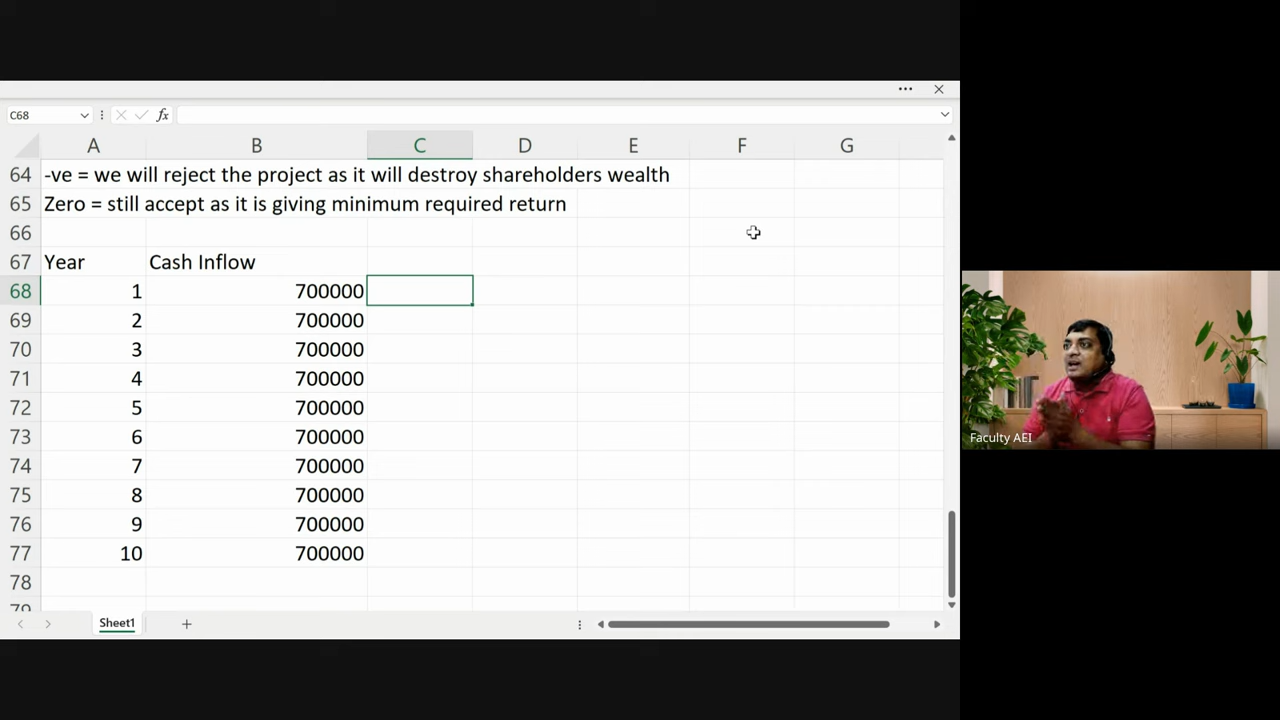 C68
fx
A B C D E F G
64 -ve = we will reject the project as it will destroy shareholders wealth
65 Zero = still accept as it is giving minimum required return
66
67 Year Cash Inflow
68 1 700000
69 2 700000
70 3 700000
71 4 700000
72 5 700000
73 6 700000
74 7 700000
75 8 700000
76 9 700000
77 10 700000
78
79
Sheet1
Faculty AEI